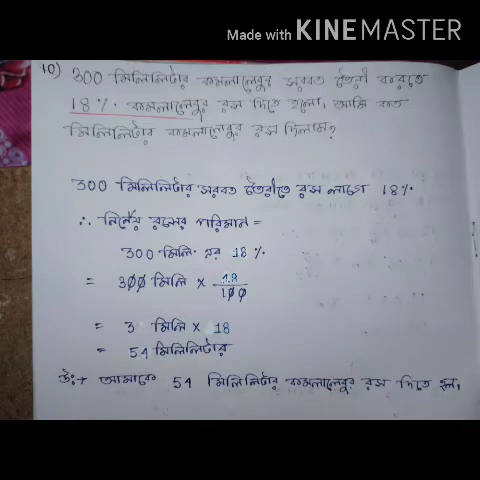 Made with KINEMASTER
10) 300 মিলিলিটার কমলালেবুর সরবত তৈরী করতে
18%. কমলালেবুর রস দিতে হলো, আমি কত
মিলিলিটার কমলালেবুর রস দিলাম?
300 মিলিলিটার সরবত তৈরীতে রস লাগে 18%.
∴ নির্ণেয় রসের পরিমান =
300 মিলি. এর 18 %.
= 300 মিলি × 18/100
= 3 মিলি × 18
= 54 মিলিলিটার
উঃ→ আমাকে 54 মিলিলিটার কমলালেবুর রস দিতে হল,